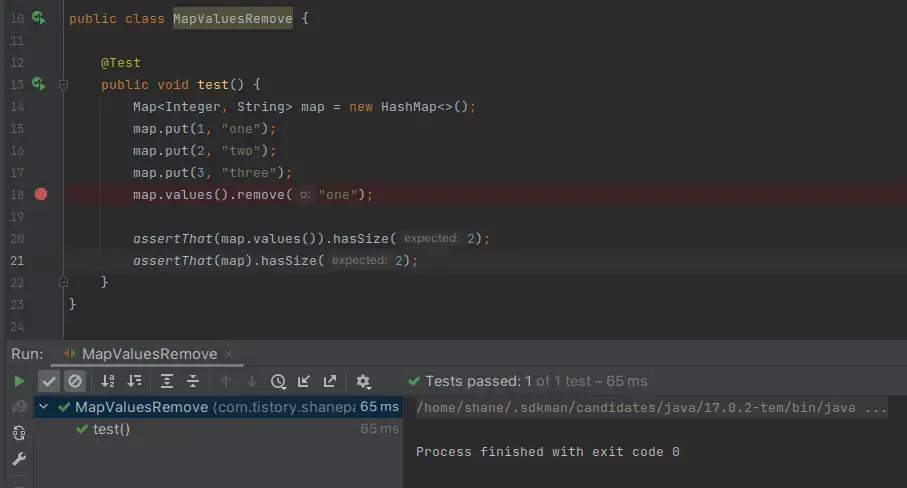 10 public class MapValuesRemove {
11
12 @Test
13 public void test() {
14 Map<Integer, String> map = new HashMap<>();
15 map.put(1, "one");
16 map.put(2, "two");
17 map.put(3, "three");
18 map.values().remove( o: "one");
19
20 assertThat(map.values()).hasSize( expected: 2);
21 assertThat(map).hasSize( expected: 2);
22 }
23 }
24
Run: MapValuesRemove ×
Tests passed: 1 of 1 test – 65 ms
MapValuesRemove (com.tistory.shanepa 65 ms
test() 65 ms
/home/shane/.sdkman/candidates/java/17.0.2-tem/bin/java ...
Process finished with exit code 0